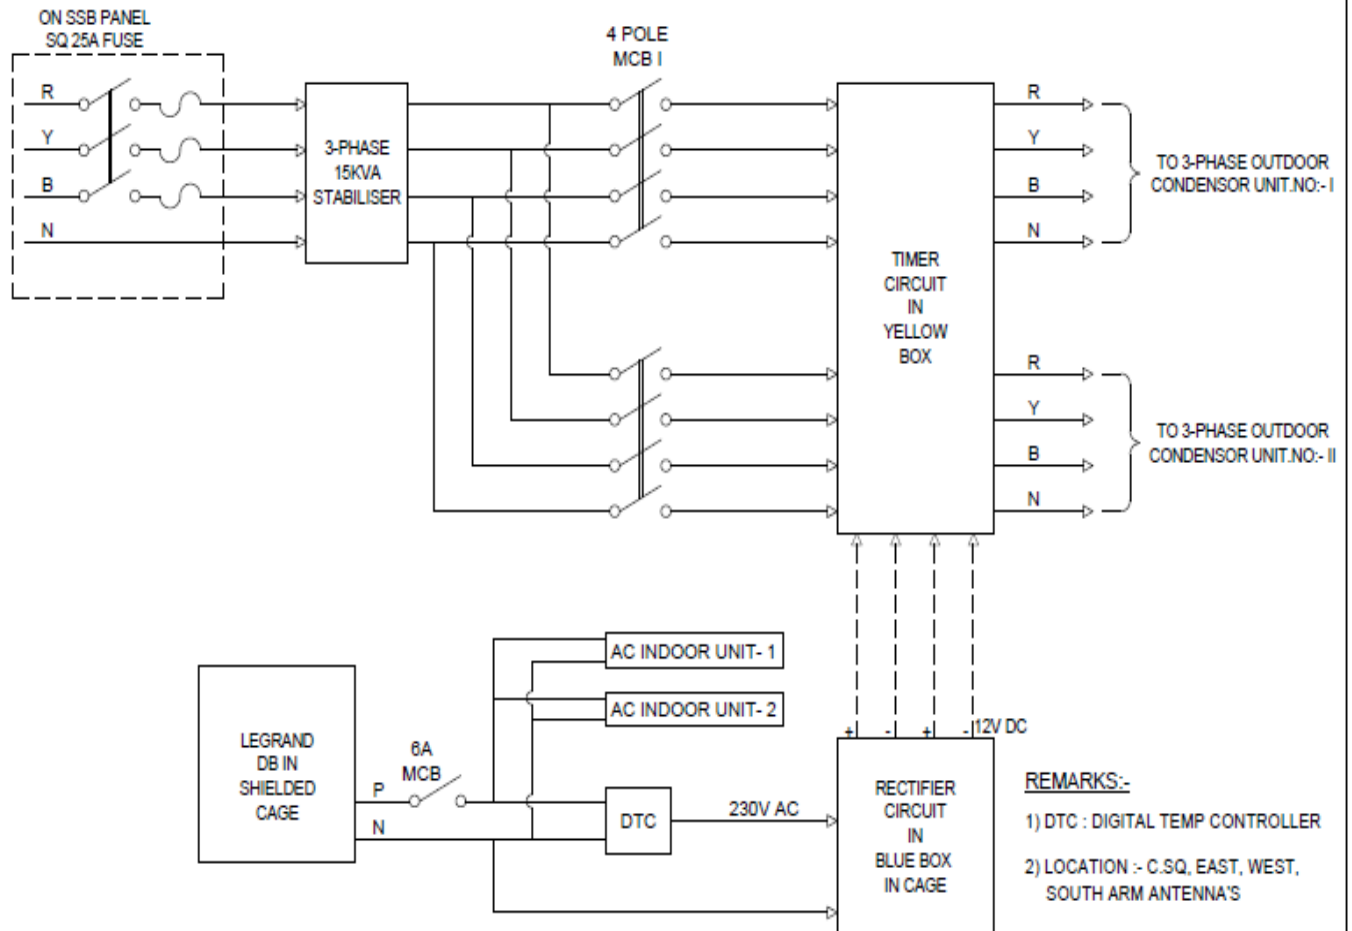 ON SSB PANEL
SQ 25A FUSE
R
Y
B
N
3-PHASE
15KVA
STABILISER
4 POLE
MCB I
TIMER
CIRCUIT
IN
YELLOW
BOX
R
Y
B
N
TO 3-PHASE OUTDOOR
CONDENSOR UNIT.NO:- I
R
Y
B
N
TO 3-PHASE OUTDOOR
CONDENSOR UNIT.NO:- II
AC INDOOR UNIT- 1
AC INDOOR UNIT- 2
LEGRAND
DB IN
SHIELDED
CAGE
P
N
6A
MCB
DTC
230V AC
+ - + - 12V DC
RECTIFIER
CIRCUIT
IN
BLUE BOX
IN CAGE
REMARKS:-
1) DTC : DIGITAL TEMP CONTROLLER
2) LOCATION :- C.SQ, EAST, WEST,
SOUTH ARM ANTENNA'S